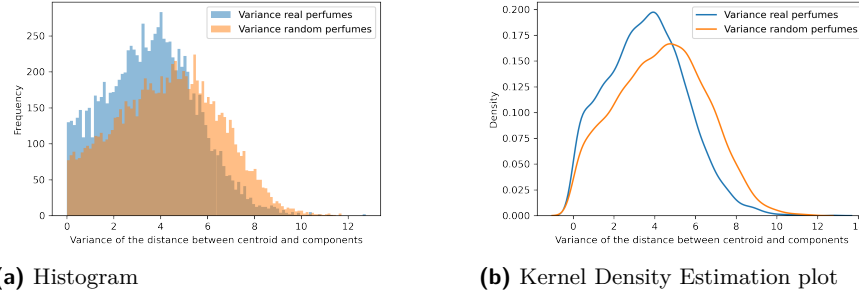 Variance real perfumes
Variance random perfumes
250
200
150
100
50
0
Frequency
0 2 4 6 8 10 12
Variance of the distance between centroid and components
(a) Histogram
Variance real perfumes
Variance random perfumes
0.200
0.175
0.150
0.125
0.100
0.075
0.050
0.025
0.000
Density
0 2 4 6 8 10 12
Variance of the distance between centroid and components
(b) Kernel Density Estimation plot